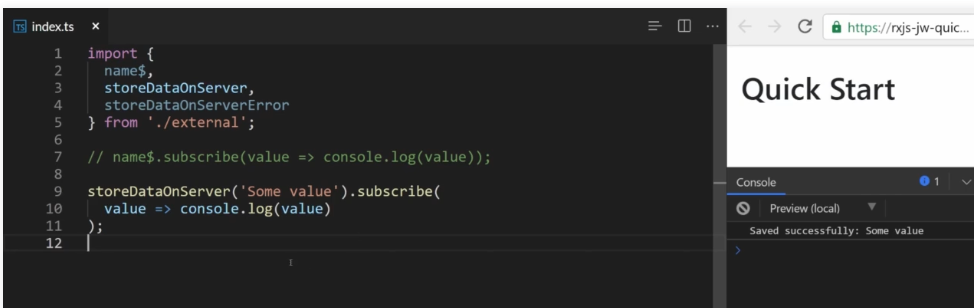 TS index.ts ×
1 import {
2 name$,
3 storeDataOnServer,
4 storeDataOnServerError
5 } from './external';
6
7 // name$.subscribe(value => console.log(value));
8
9 storeDataOnServer('Some value').subscribe(
10 value => console.log(value)
11 );
12
https://rxjs-jw-quic...
Quick Start
Console 1
Preview (local)
Saved successfully: Some value
>